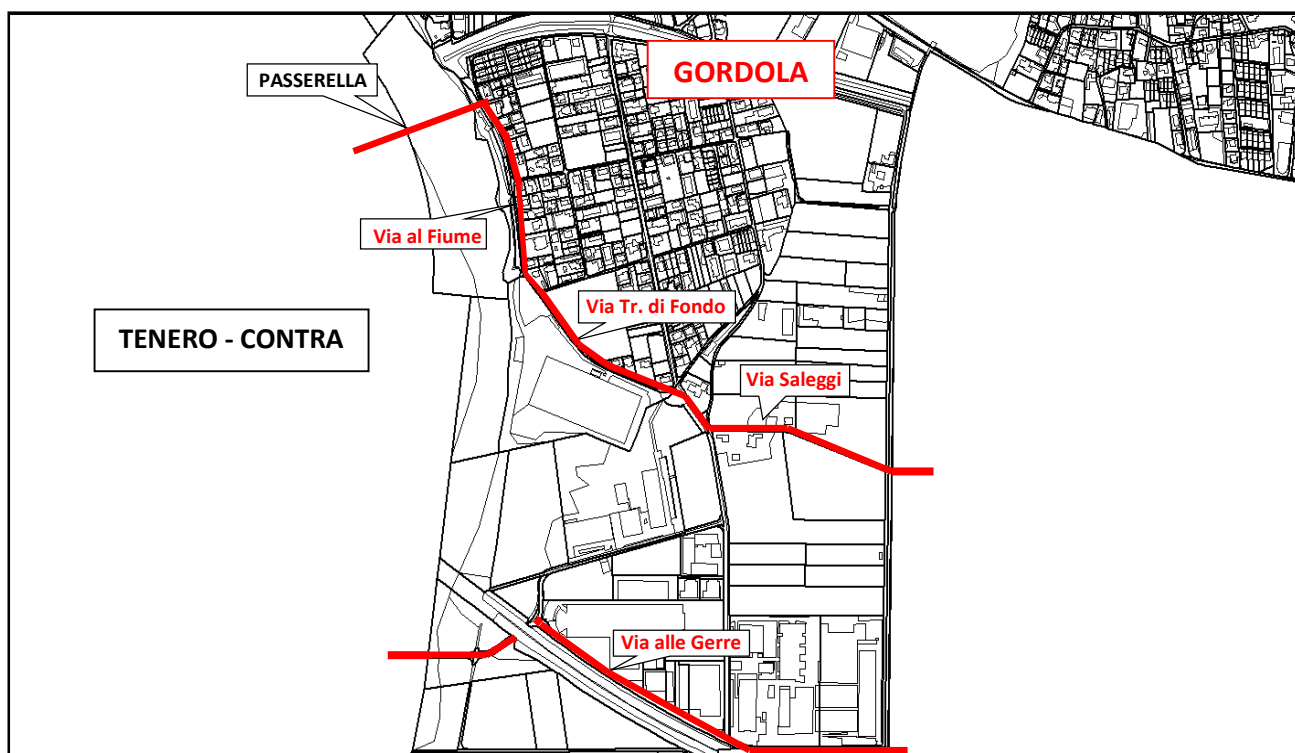 GORDOLA
PASSERELLA
Via al Fiume
Via Tr. di Fondo
TENERO - CONTRA
Via Saleggi
Via alle Gerre